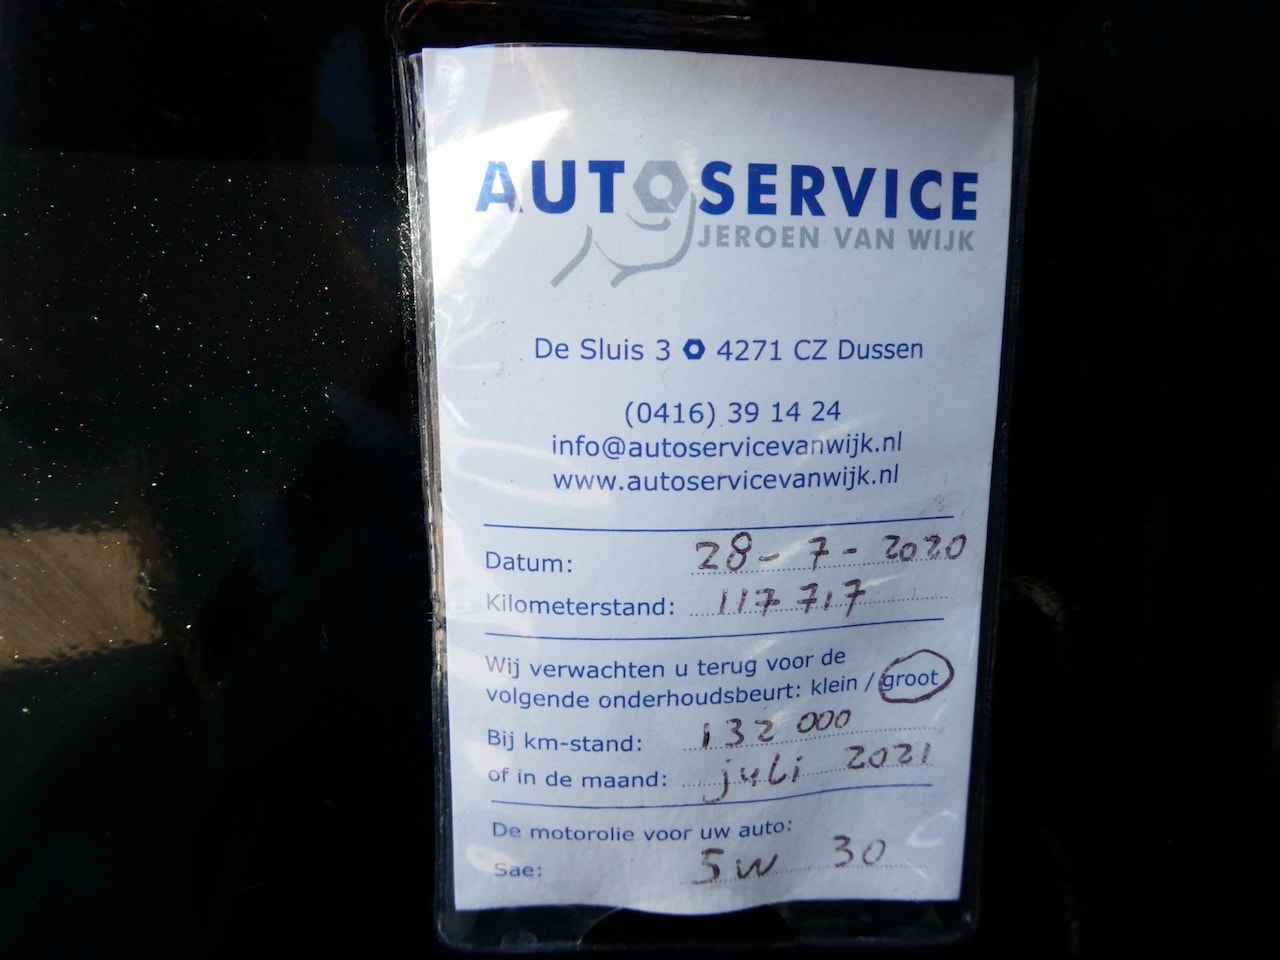 AUTOSERVICE
JEROEN VAN WIJK
De Sluis 3 4271 CZ Dussen
(0416) 39 14 24
info@autoservicevanwijk.nl
www.autoservicevanwijk.nl
Datum: 28-7-2020
Kilometerstand: 117 717
Wij verwachten u terug voor de
volgende onderhoudsbeurt: klein / groot
Bij km-stand: 132 000
of in de maand: juli 2021
De motorolie voor uw auto:
Sae: 5W 30